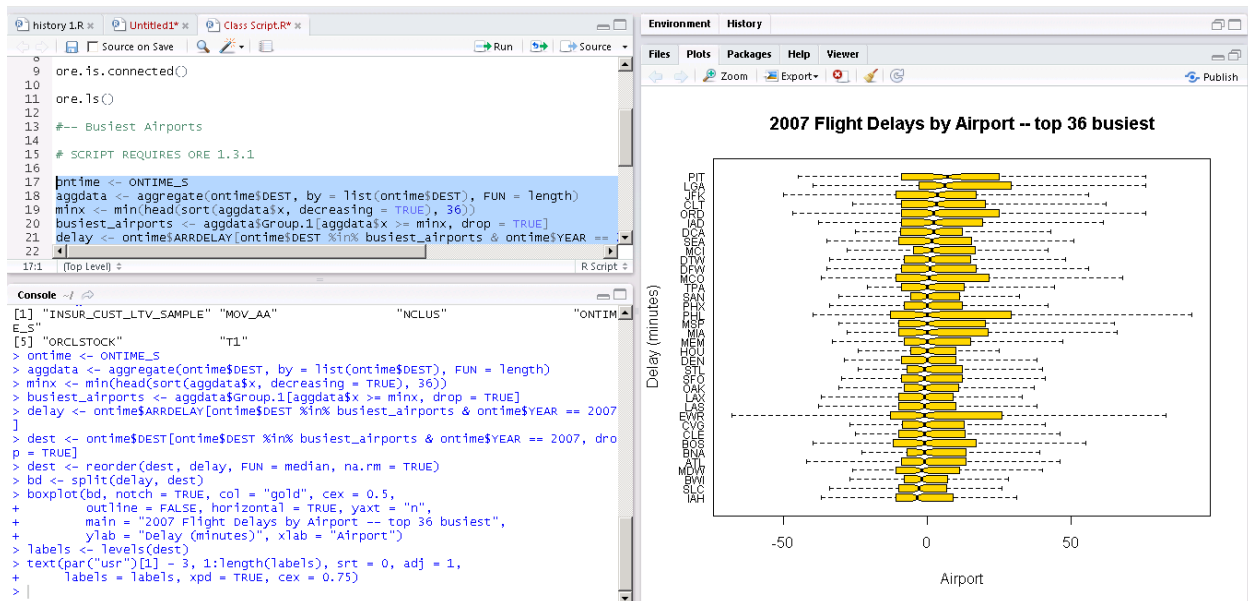 history 1.R
Untitled1*
Class Script.R*
Source on Save
Run
Source
9 ore.is.connected()
10
11 ore.ls()
12
13 #-- Busiest Airports
14
15 # SCRIPT REQUIRES ORE 1.3.1
16
17 ontime <- ONTIME_S
18 aggdata <- aggregate(ontime$DEST, by = list(ontime$DEST), FUN = length)
19 minx <- min(head(sort(aggdata$x, decreasing = TRUE), 36))
20 busiest_airports <- aggdata$Group.1[aggdata$x >= minx, drop = TRUE]
21 delay <- ontime$ARRDELAY[ontime$DEST %in% busiest_airports & ontime$YEAR ==
22
17:1 (Top Level) R Script
Console ~/
[1] "INSUR_CUST_LTV_SAMPLE" "MOV_AA" "NCLUS" "ONTIM
E_S"
[5] "ORCLSTOCK" "T1"
> ontime <- ONTIME_S
> aggdata <- aggregate(ontime$DEST, by = list(ontime$DEST), FUN = length)
> minx <- min(head(sort(aggdata$x, decreasing = TRUE), 36))
> busiest_airports <- aggdata$Group.1[aggdata$x >= minx, drop = TRUE]
> delay <- ontime$ARRDELAY[ontime$DEST %in% busiest_airports & ontime$YEAR == 2007
]
> dest <- ontime$DEST[ontime$DEST %in% busiest_airports & ontime$YEAR == 2007, dro
p = TRUE]
> dest <- reorder(dest, delay, FUN = median, na.rm = TRUE)
> bd <- split(delay, dest)
> boxplot(bd, notch = TRUE, col = "gold", cex = 0.5,
+ outline = FALSE, horizontal = TRUE, yaxt = "n",
+ main = "2007 Flight Delays by Airport -- top 36 busiest",
+ ylab = "Delay (minutes)", xlab = "Airport")
> labels <- levels(dest)
> text(par("usr")[1] - 3, 1:length(labels), srt = 0, adj = 1,
+ labels = labels, xpd = TRUE, cex = 0.75)
>
Environment History
Files Plots Packages Help Viewer
Zoom Export Publish
2007 Flight Delays by Airport -- top 36 busiest
Delay (minutes)
PIT
LGA
JFK
CLT
ORD
IAD
DCA
SEA
MCI
DTW
DFW
MCO
TPA
SAN
PHX
PHL
MSP
MIA
MEM
HOU
DEN
STL
SFO
OAK
LAX
LAS
EWR
CVG
CLE
BOS
BNA
ATL
MDW
BWI
SLC
IAH
-50 0 50
Airport